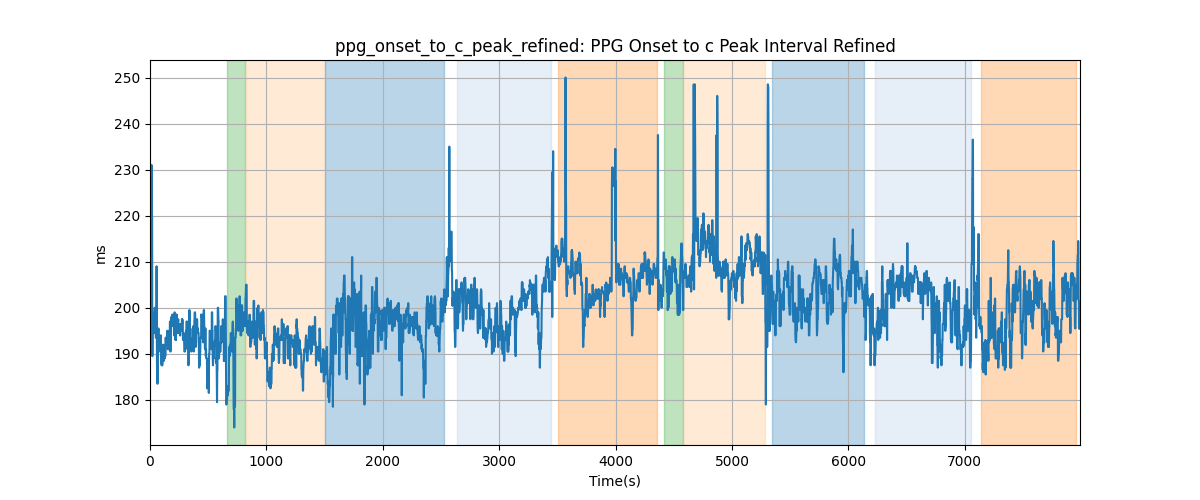 ppg_onset_to_c_peak_refined: PPG Onset to c Peak Interval Refined
250
240
230
220
210
200
190
180
ms
0 1000 2000 3000 4000 5000 6000 7000
Time(s)